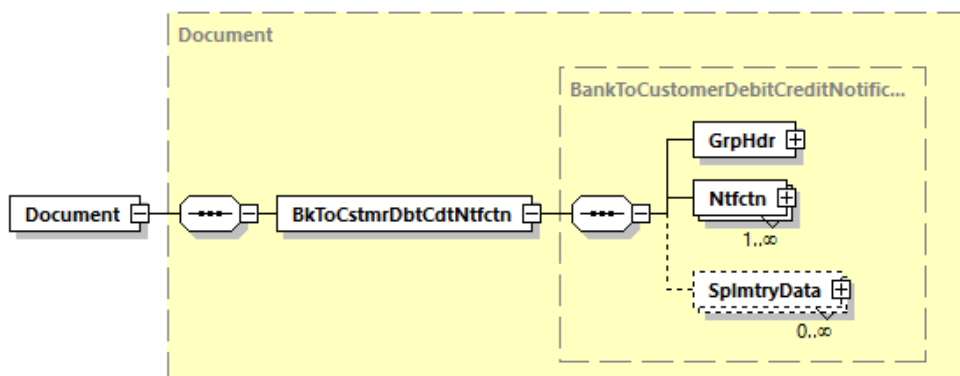 Document
BankToCustomerDebitCreditNotific...
GrpHdr
Ntfctn
Document
BkToCstmrDbtCdtNtfctn
1..∞
SplmtryData
0..∞